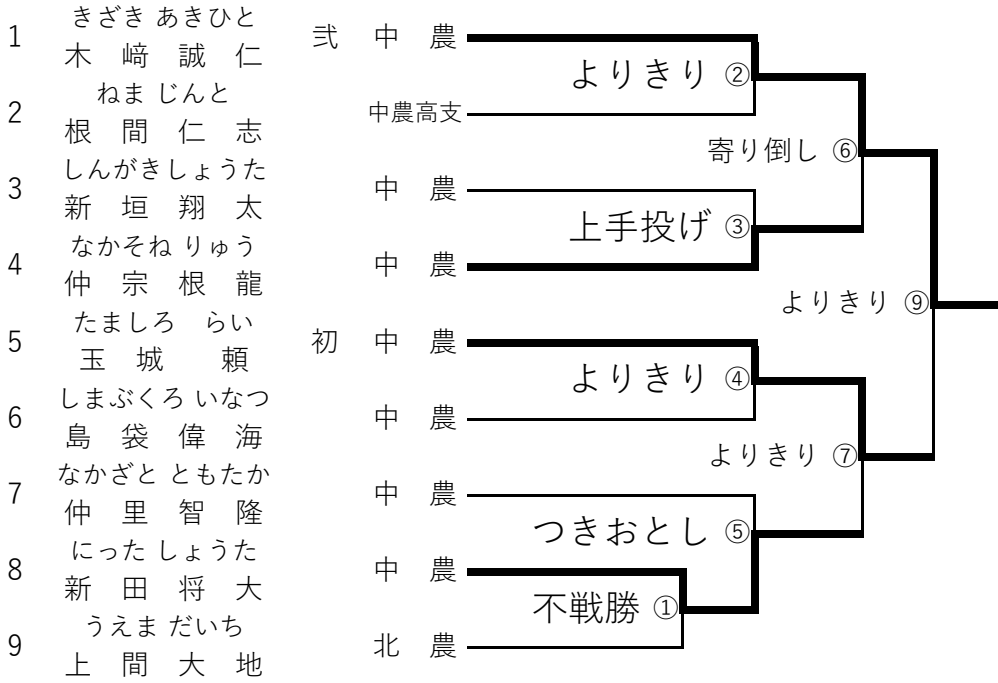 きざき あきひと
1 木 﨑 誠 仁 弐 中 農
よりきり ②
ねま じんと
2 根 間 仁 志 中農高支
寄り倒し ⑥
しんがきしょうた
3 新 垣 翔 太 中 農
上手投げ ③
なかそね りゅう
4 仲 宗 根 龍 中 農
よりきり ⑨
たましろ らい
5 玉 城 頼 初 中 農
よりきり ④
しまぶくろ いなつ
6 島 袋 偉 海 中 農
よりきり ⑦
なかざと ともたか
7 仲 里 智 隆 中 農
つきおとし ⑤
にった しょうた
8 新 田 将 大 中 農
不戦勝 ①
うえま だいち
9 上 間 大 地 北 農